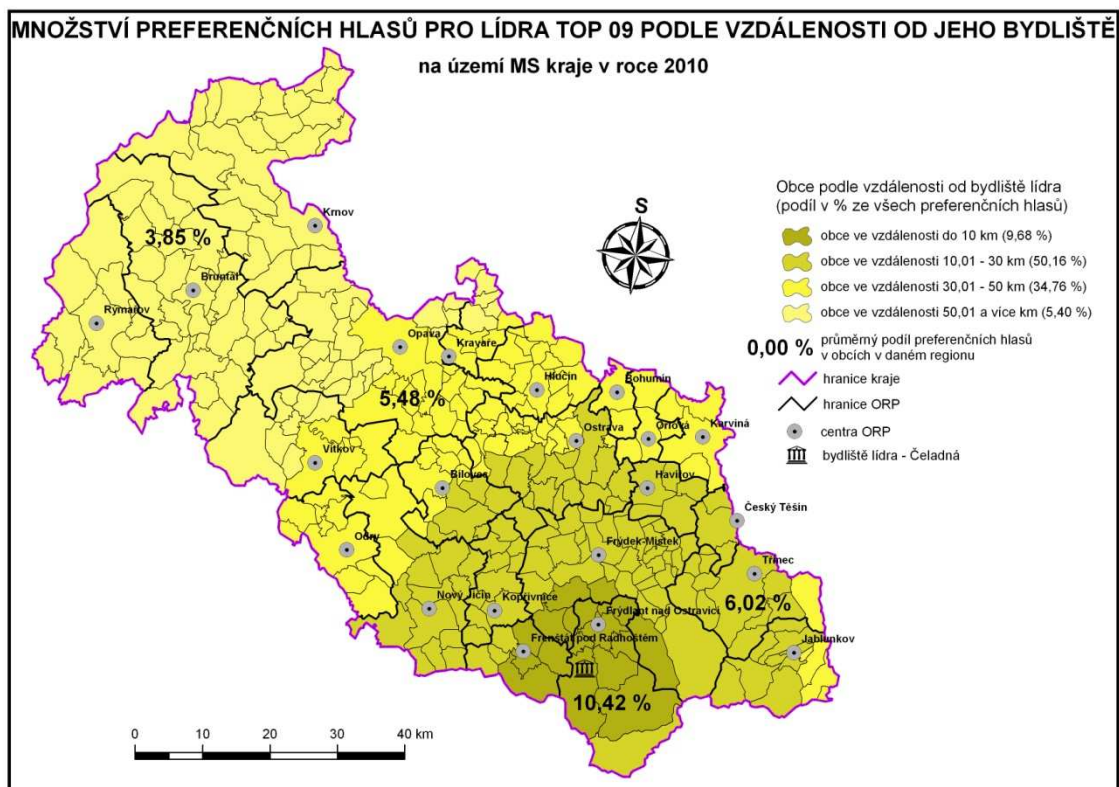 MNOŽSTVÍ PREFERENČNÍCH HLASŮ PRO LÍDRA TOP 09 PODLE VZDÁLENOSTI OD JEHO BYDLIŠTĚ
na území MS kraje v roce 2010
S
Obce podle vzdálenosti od bydliště lídra
(podíl v % ze všech preferenčních hlasů)
obce ve vzdálenosti do 10 km (9,68 %)
obce ve vzdálenosti 10,01 - 30 km (50,16 %)
obce ve vzdálenosti 30,01 - 50 km (34,76 %)
obce ve vzdálenosti 50,01 a více km (5,40 %)
0,00 % průměrný podíl preferenčních hlasů
v obcích v daném regionu
hranice kraje
hranice ORP
centra ORP
bydliště lídra - Čeladná
Krnov
3,85 %
Bruntál
Rýmařov
Opava
Kravaře
Hlučín
Bohumín
5,48 %
Ostrava
Orlová
Karviná
Vítkov
Bílovec
Havířov
Český Těšín
Odry
Frýdek-Místek
Třinec
6,02 %
Nový Jičín
Kopřivnice
Frýdlant nad Ostravicí
Frenštát pod Radhoštěm
Jablunkov
10,42 %
0 10 20 30 40 km